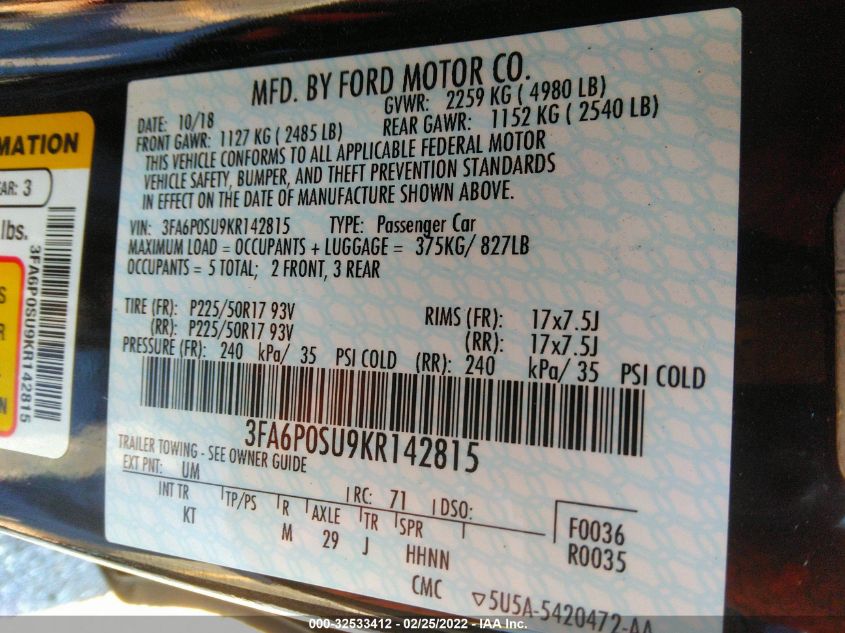 MATION
EAR: 3
lbs.
3FA6P0SU9KR142815
S
R
N
MFD. BY FORD MOTOR CO.
DATE: 10/18 GVWR: 2259 KG ( 4980 LB)
FRONT GAWR: 1127 KG ( 2485 LB) REAR GAWR: 1152 KG ( 2540 LB)
THIS VEHICLE CONFORMS TO ALL APPLICABLE FEDERAL MOTOR
VEHICLE SAFETY, BUMPER, AND THEFT PREVENTION STANDARDS
IN EFFECT ON THE DATE OF MANUFACTURE SHOWN ABOVE.
VIN: 3FA6P0SU9KR142815 TYPE: Passenger Car
MAXIMUM LOAD = OCCUPANTS + LUGGAGE = 375KG/ 827LB
OCCUPANTS = 5 TOTAL; 2 FRONT, 3 REAR
TIRE (FR): P225/50R17 93V RIMS (FR): 17x7.5J
(RR): P225/50R17 93V (RR): 17x7.5J
PRESSURE (FR): 240 kPa/ 35 PSI COLD (RR): 240 kPa/ 35 PSI COLD
3FA6P0SU9KR142815
TRAILER TOWING - SEE OWNER GUIDE
EXT PNT: UM RC: 71 DSO:
INT TR TP/PS R AXLE TR SPR F0036
KT M 29 J HHNN R0035
CMC
▽5U5A-5420472-AA
000-32533412 - 02/25/2022 - IAA Inc.